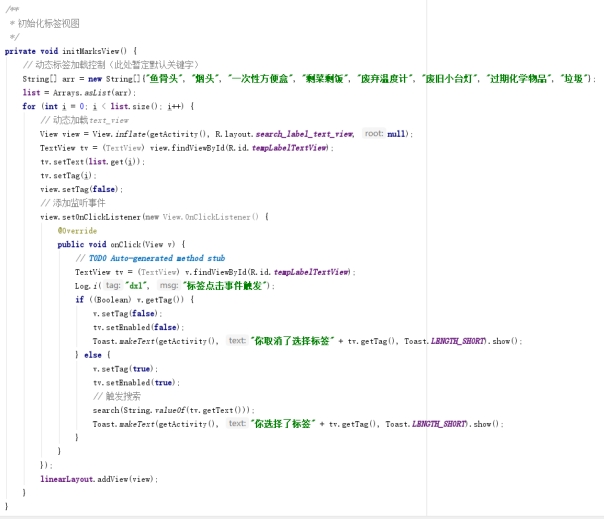 /**
 * 初始化标签视图
 */
private void initMarksView() {
    // 动态标签加载控制（此处暂定默认关键字）
    String[] arr = new String[]{"鱼骨头", "烟头", "一次性方便盒", "剩菜剩饭", "废弃温度计", "废旧小台灯", "过期化学物品", "垃圾"};
    list = Arrays.asList(arr);
    for (int i = 0; i < list.size(); i++) {
        // 动态加载text_view
        View view = View.inflate(getActivity(), R.layout.search_label_text_view, root: null);
        TextView tv = (TextView) view.findViewById(R.id.tempLabelTextView);
        tv.setText(list.get(i));
        tv.setTag(i);
        view.setTag(false);
        // 添加监听事件
        view.setOnClickListener(new View.OnClickListener() {
            @Override
            public void onClick(View v) {
                // TODO Auto-generated method stub
                TextView tv = (TextView) v.findViewById(R.id.tempLabelTextView);
                Log.i( tag: "dxl", msg: "标签点击事件触发");
                if ((Boolean) v.getTag()) {
                    v.setTag(false);
                    tv.setEnabled(false);
                    Toast.makeText(getActivity(), text: "你取消了选择标签" + tv.getTag(), Toast.LENGTH_SHORT).show();
                } else {
                    v.setTag(true);
                    tv.setEnabled(true);
                    // 触发搜索
                    search(String.valueOf(tv.getText()));
                    Toast.makeText(getActivity(), text: "你选择了标签" + tv.getTag(), Toast.LENGTH_SHORT).show();
                }
            }
        });
        linearLayout.addView(view);
    }
}